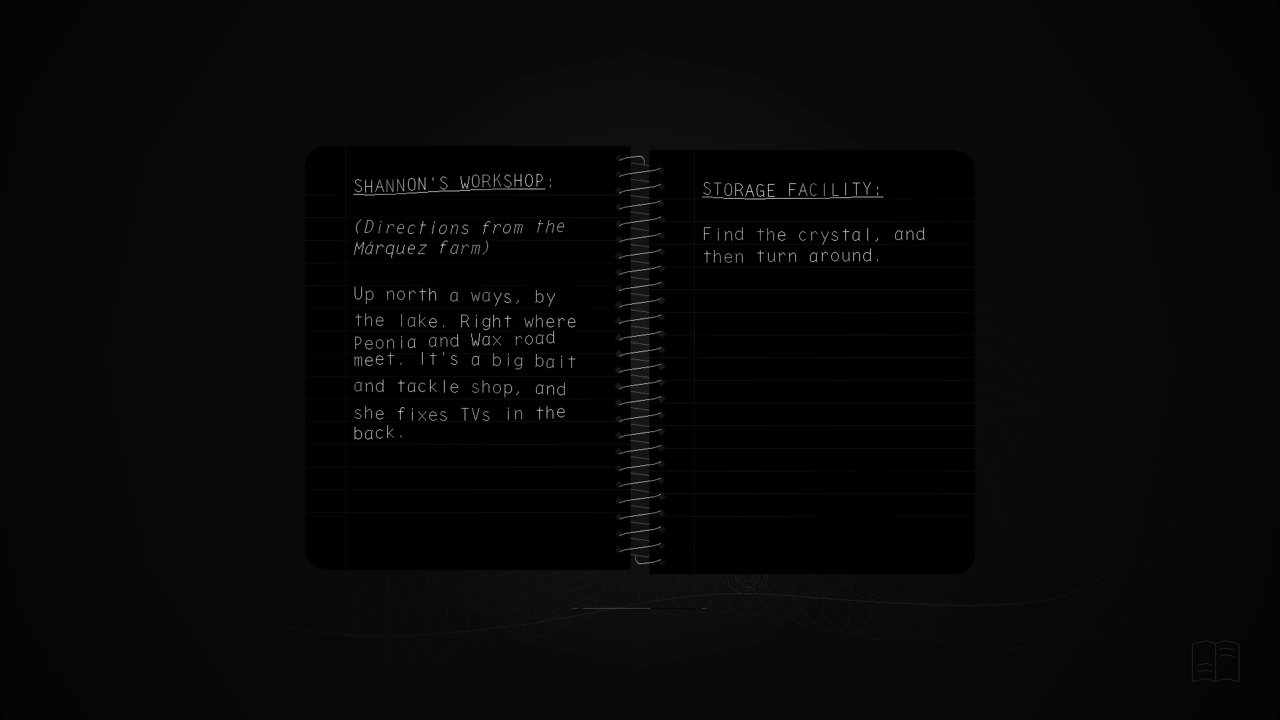 SHANNON'S WORKSHOP:
(Directions from the
Márquez farm)
Up north a ways, by
the lake. Right where
Peonia and Wax road
meet. It's a big bait
and tackle shop, and
she fixes TVs in the
back.
STORAGE FACILITY:
Find the crystal, and
then turn around.